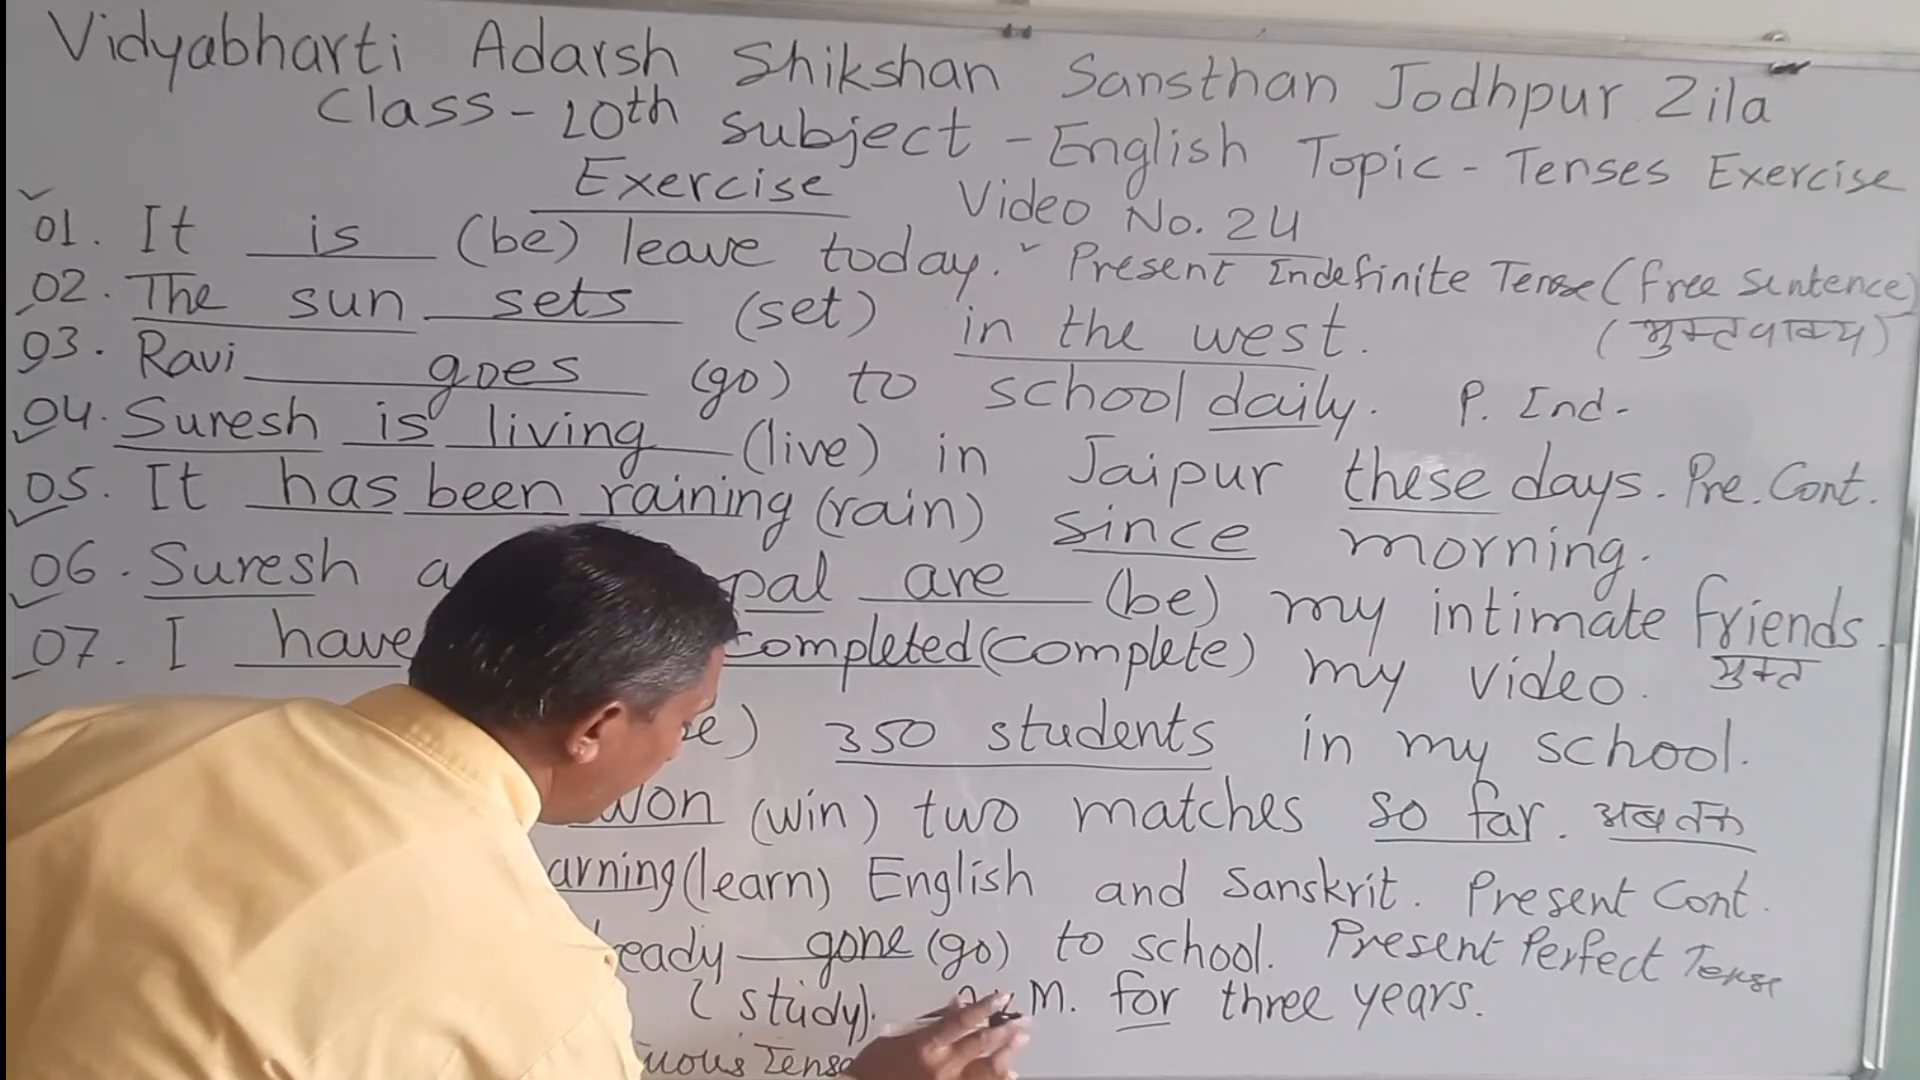 Vidyabharti Adarsh Shikshan Sansthan Jodhpur Zila
Class - 10th Subject - English Topic - Tenses Exercise
Exercise Video No. 24
01. It is (be) leave today. Present Indefinite Tense (free sentence)
(मुक्त वाक्य)
02. The sun sets (set) in the west.
03. Ravi goes (go) to school daily. P. Ind-
04. Suresh is living (live) in Jaipur these days. Pre. Cont.
05. It has been raining (rain) since morning.
06. Suresh a pal are (be) my intimate friends.
मुक्त
07. I have completed (complete) my video.
e) 350 students in my school.
won (win) two matches so far. अब तक
arning (learn) English and Sanskrit. Present Cont.
ready gone (go) to school. Present Perfect Tense
(study). M. for three years.
uous Tense